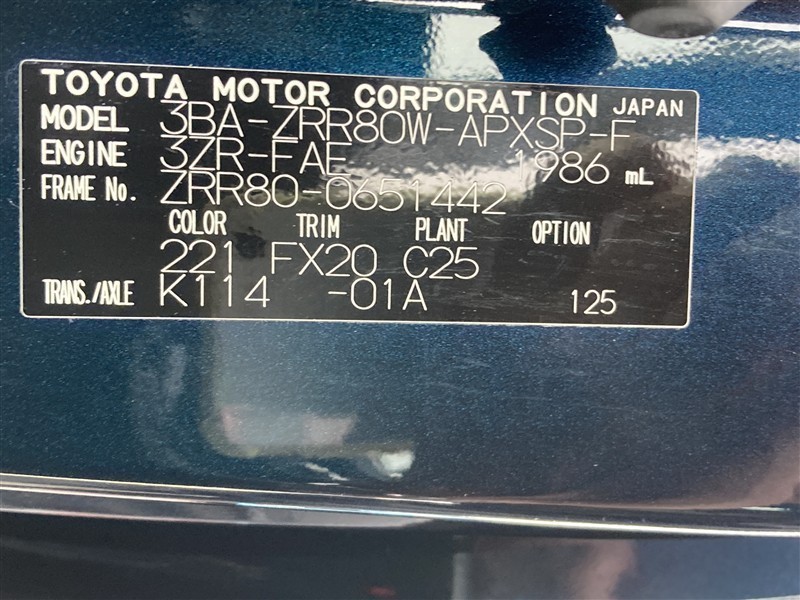 TOYOTA MOTOR CORPORATION JAPAN
MODEL 3BA-ZRR80W-APXSP-F
ENGINE 3ZR-FAE 1986 mL
FRAME No. ZRR80-0651442
COLOR TRIM PLANT OPTION
221 FX20 C25
TRANS./AXLE K114 -01A 125